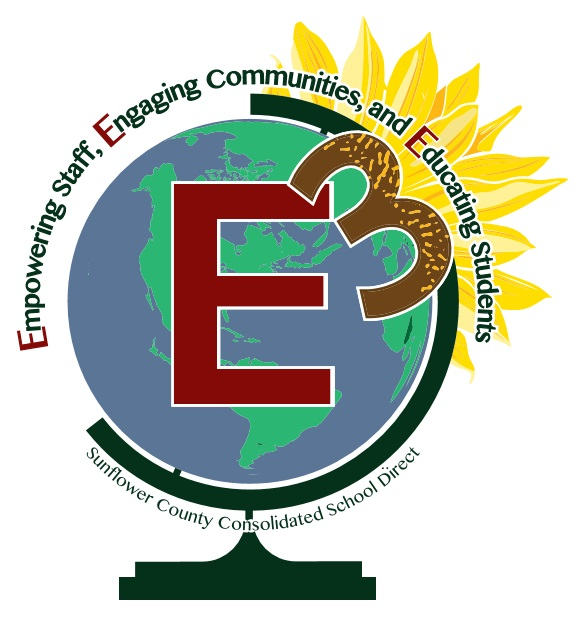 Empowering Staff, Engaging Communities, and Educating Students
E3
Sunflower County Consolidated School Direct